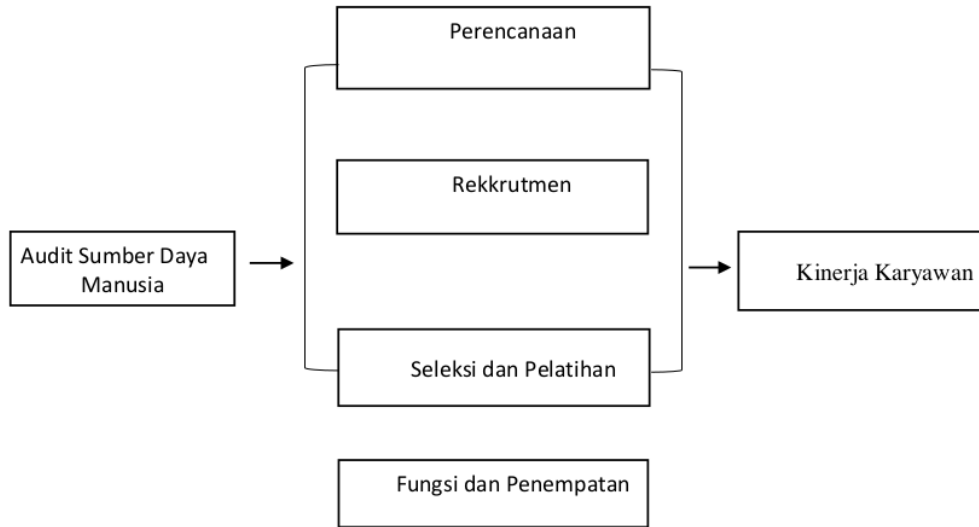 Perencanaan
Rekkrutmen
Audit Sumber Daya
Manusia
Kinerja Karyawan
Seleksi dan Pelatihan
Fungsi dan Penempatan